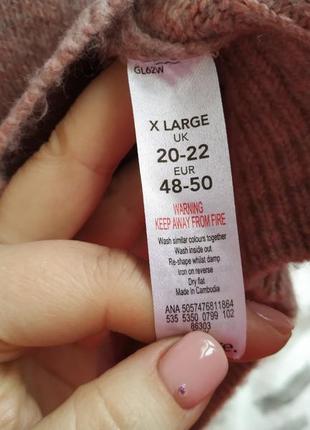 GL62W
X LARGE
UK
20-22
EUR
48-50
WARNING
KEEP AWAY FROM FIRE
Wash similar colours together
Wash inside out
Re-shape whilst damp
Iron on reverse
Dry flat
Made in Cambodia
ANA 5057476811864
535 5350 0799 102
86303